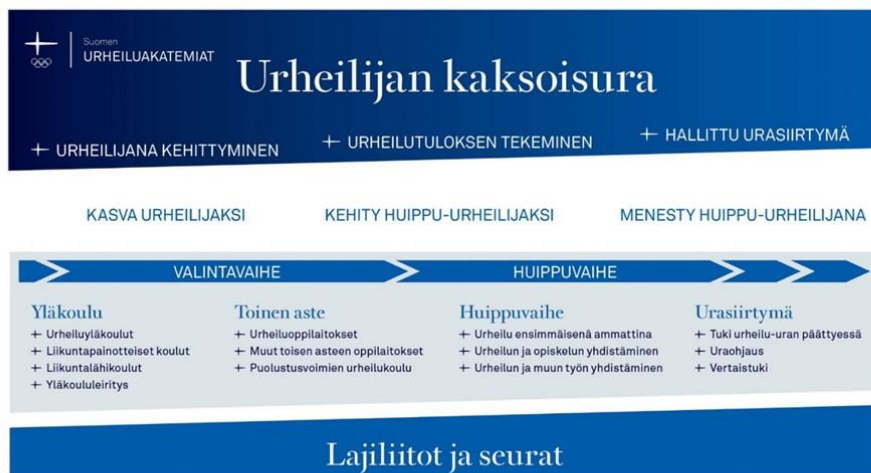 Suomen
URHEILUAKATEMIAT
Urheilijan kaksoisura
URHEILIJANA KEHITTYMINEN
URHEILUTULOKSEN TEKEMINEN
HALLITTU URASIIRTYMÄ
KASVA URHEILIJAKSI
KEHITY HUIPPU-URHEILIJAKSI
MENESTY HUIPPU-URHEILIJANA
VALINTAVAIHE
HUIPPUVAIHE
Yläkoulu
Urheiluyläkoulut
Liikuntapainotteiset koulut
Liikuntalähikoulut
Yläkoululeiritys
Toinen aste
Urheiluoppilaitokset
Muut toisen asteen oppilaitokset
Puolustusvoimien urheilukoulu
Huippuvaihe
Urheilu ensimmäisenä ammattina
Urheilun ja opiskelun yhdistäminen
Urheilun ja muun työn yhdistäminen
Urasiirtymä
Tuki urheilu-uran päättyessä
Uraohjaus
Vertaistuki
Lajiliitot ja seurat